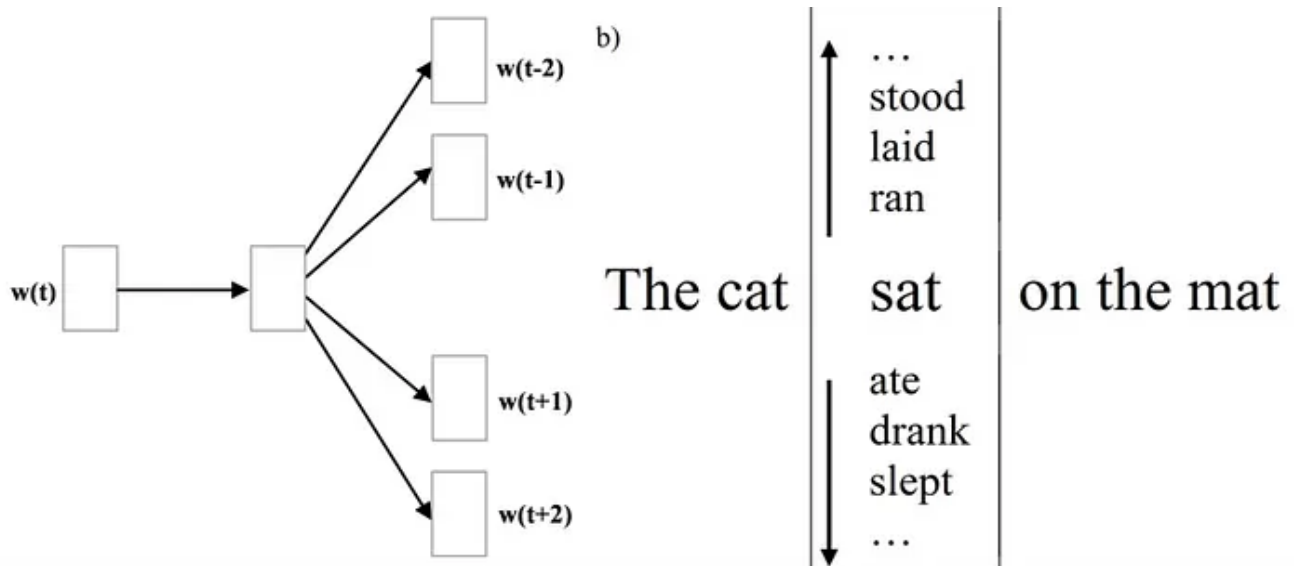 w(t)
w(t-2)
w(t-1)
w(t+1)
w(t+2)
b)
...
stood
laid
ran
The cat sat on the mat
ate
drank
slept
...